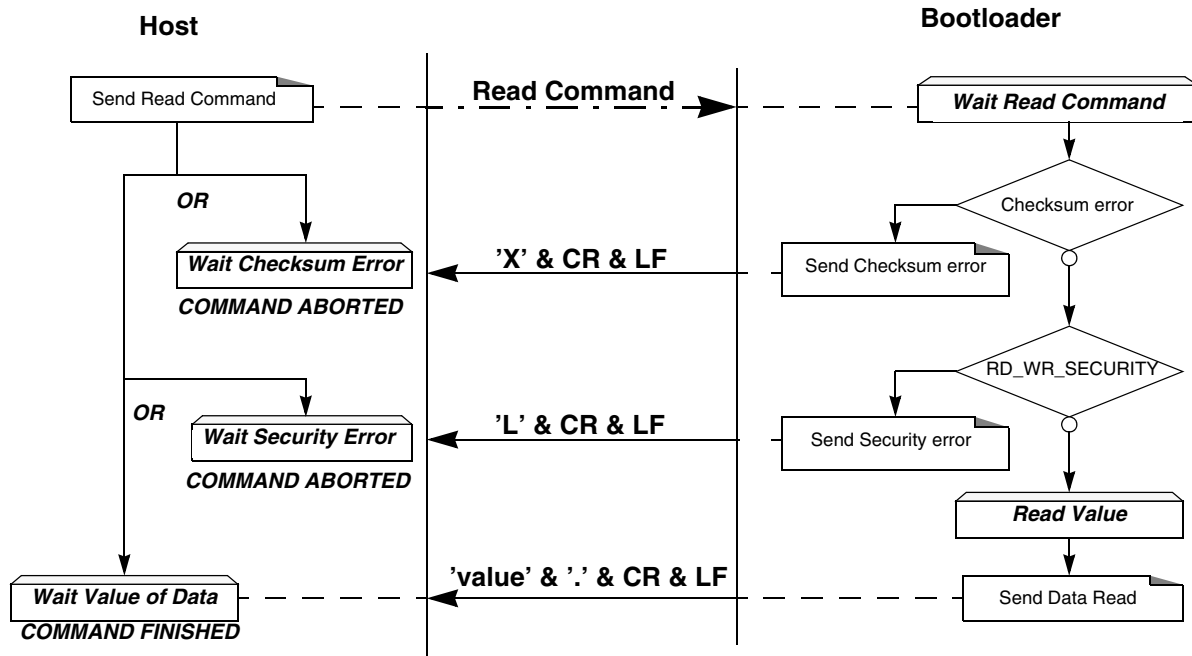 Host
Bootloader
Send Read Command
Read Command
Wait Read Command
OR
Checksum error
Wait Checksum Error
’X’ & CR & LF
Send Checksum error
COMMAND ABORTED
RD_WR_SECURITY
OR
Wait Security Error
’L’ & CR & LF
Send Security error
COMMAND ABORTED
Read Value
’value’ & ’.’ & CR & LF
Wait Value of Data
Send Data Read
COMMAND FINISHED